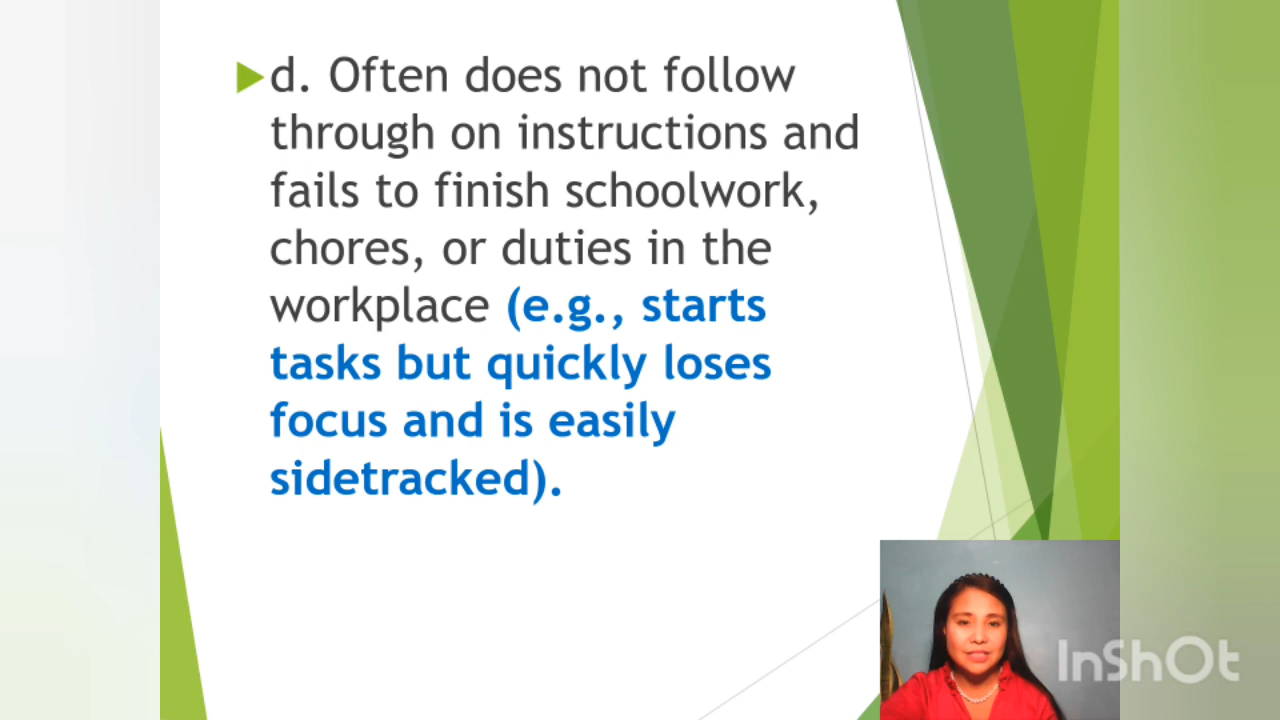 d. Often does not follow
through on instructions and
fails to finish schoolwork,
chores, or duties in the
workplace (e.g., starts
tasks but quickly loses
focus and is easily
sidetracked).
InShOt